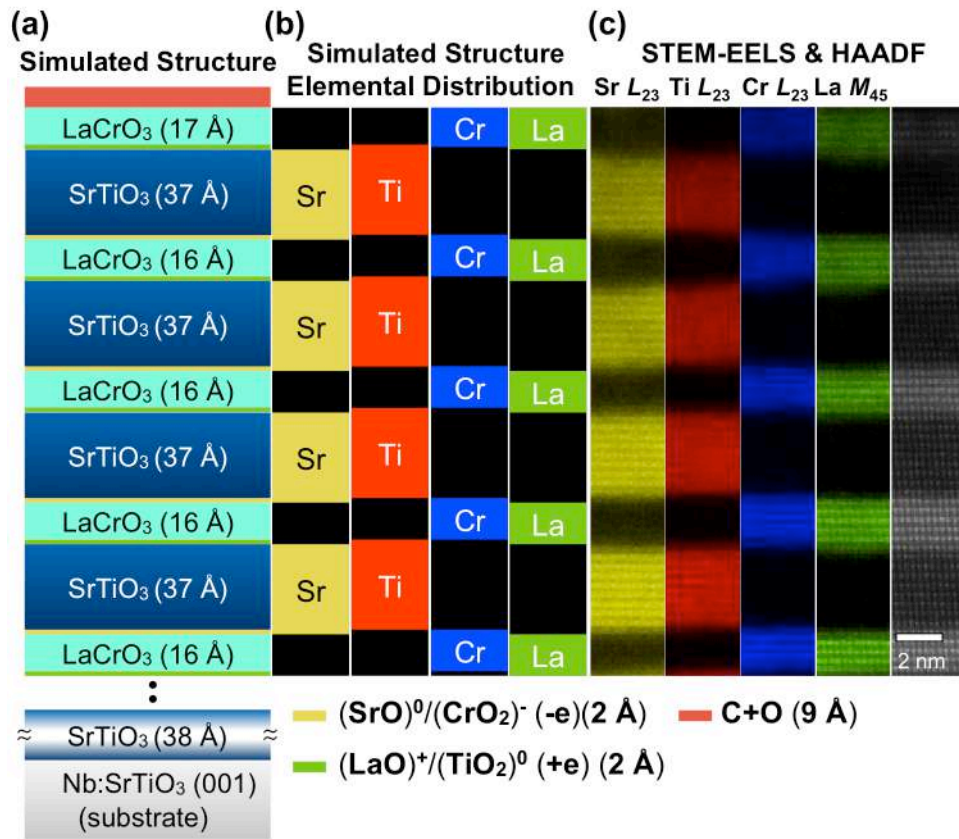 (a)
Simulated Structure
LaCrO₃ (17 Å)
SrTiO₃ (37 Å)
LaCrO₃ (16 Å)
SrTiO₃ (37 Å)
LaCrO₃ (16 Å)
SrTiO₃ (37 Å)
LaCrO₃ (16 Å)
SrTiO₃ (37 Å)
LaCrO₃ (16 Å)
≈ SrTiO₃ (38 Å) ≈
Nb:SrTiO₃ (001)
(substrate)
(b)
Simulated Structure
Elemental Distribution
Cr La
Sr Ti
Cr La
Sr Ti
Cr La
Sr Ti
Cr La
Sr Ti
Cr La
(c)
STEM-EELS & HAADF
Sr L₂₃ Ti L₂₃ Cr L₂₃ La M₄₅
2 nm
(SrO)⁰/(CrO₂)⁻ (-e)(2 Å)
C+O (9 Å)
(LaO)⁺/(TiO₂)⁰ (+e) (2 Å)